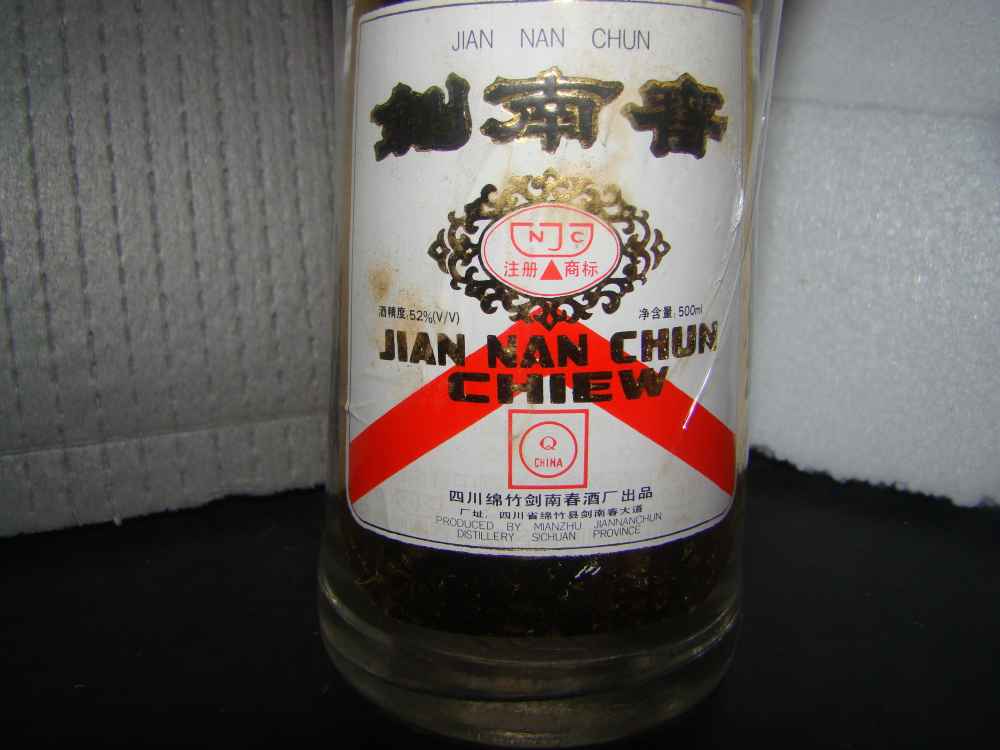 JIAN NAN CHUN
剑南春
NJC
注册 商标
酒精度:52%(V/V) 净含量:500ml
JIAN NAN CHUN
CHIEW
Q
CHINA
四川绵竹剑南春酒厂出品
厂址:四川省绵竹县剑南春大道
PRODUCED BY MIANZHU JIANNANCHUN
DISTILLERY SICHUAN PROVINCE